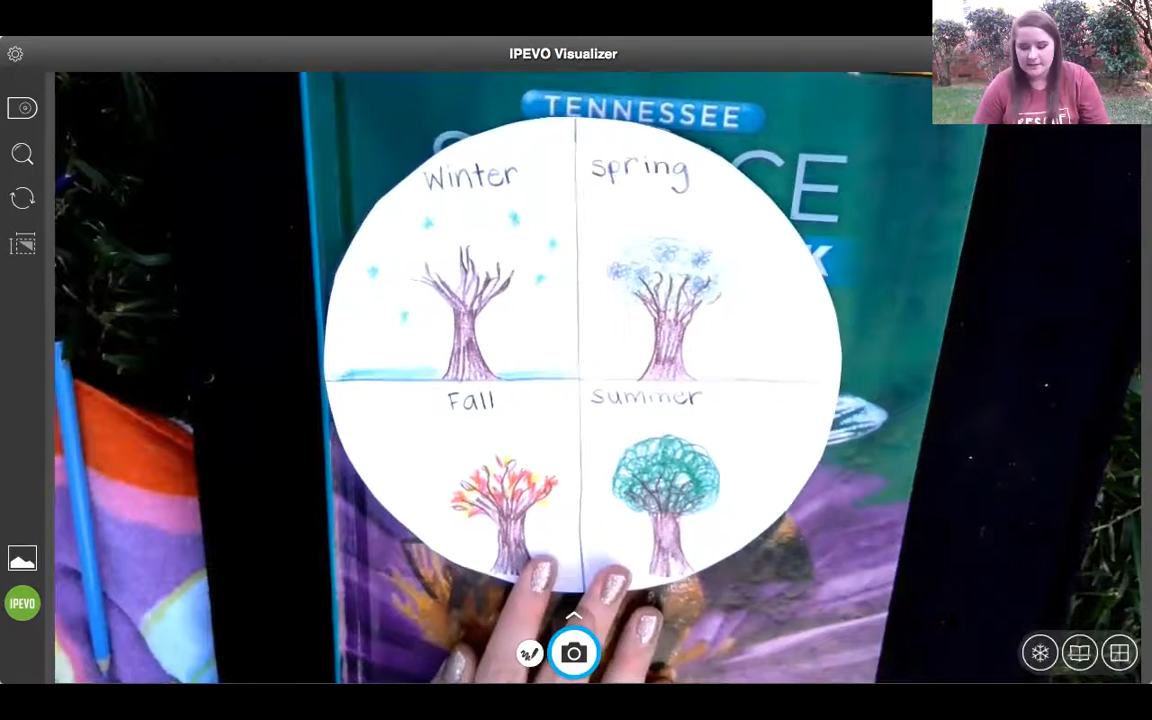 IPEVO Visualizer
TENNESSEE
Winter
spring
Fall
summer
IPEVO